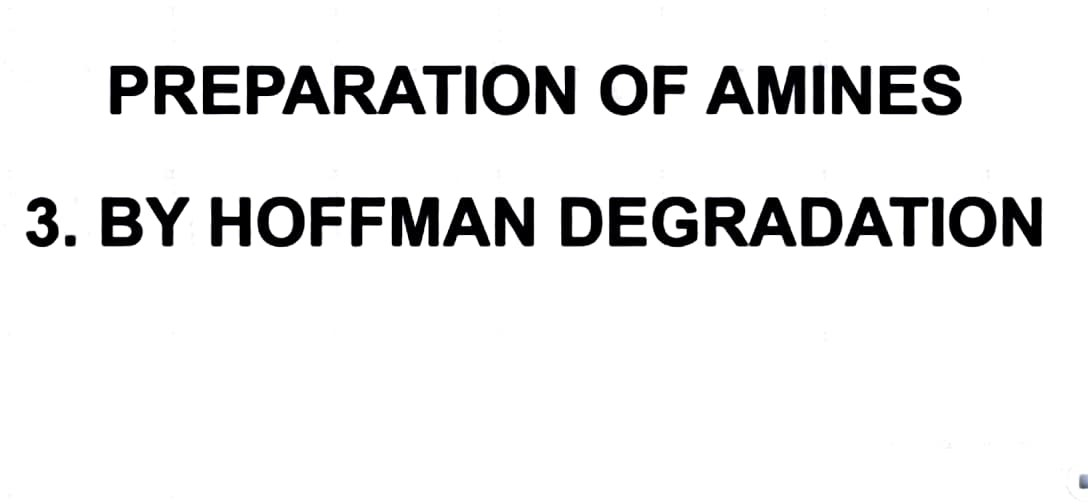 PREPARATION OF AMINES
3. BY HOFFMAN DEGRADATION